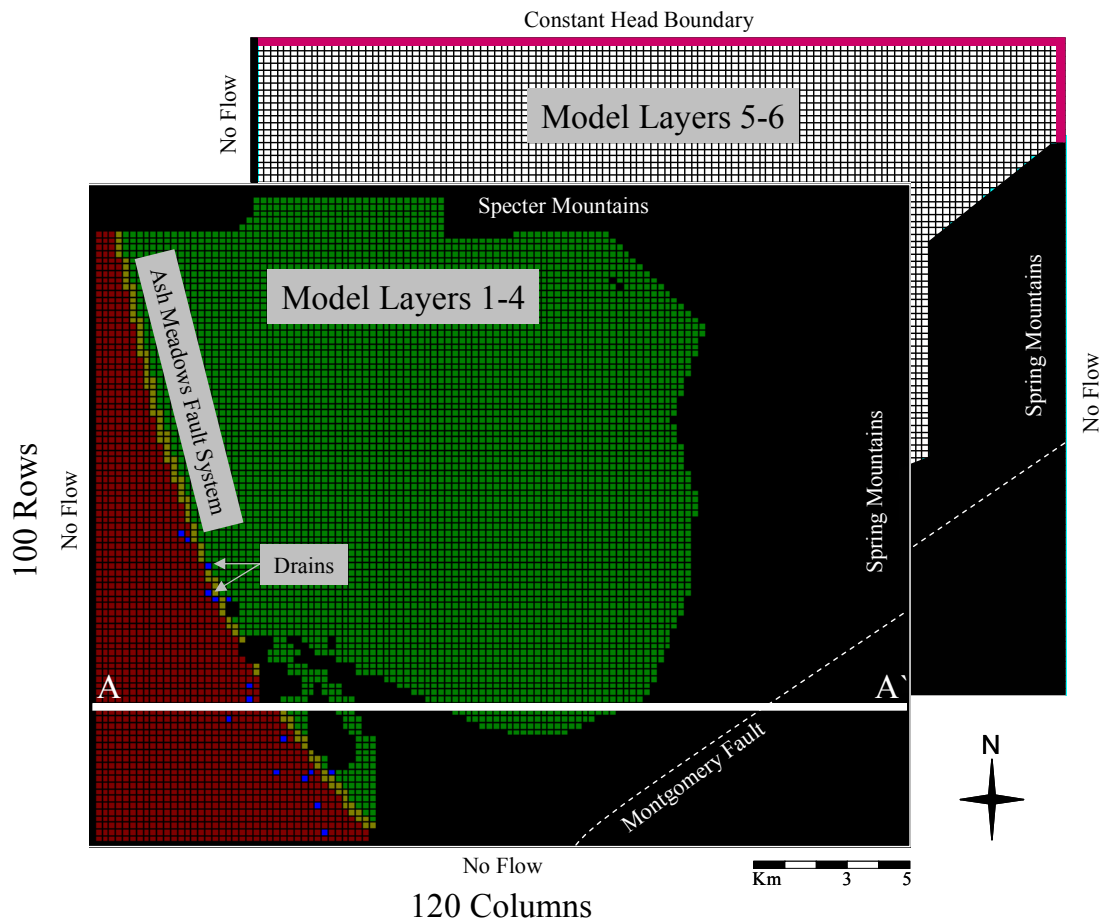 Constant Head Boundary
No Flow
Model Layers 5-6
Specter Mountains
Model Layers 1-4
Ash Meadows Fault System
Spring Mountains
No Flow
Spring Mountains
100 Rows
No Flow
Drains
A
A`
Montgomery Fault
N
No Flow
Km 3 5
120 Columns